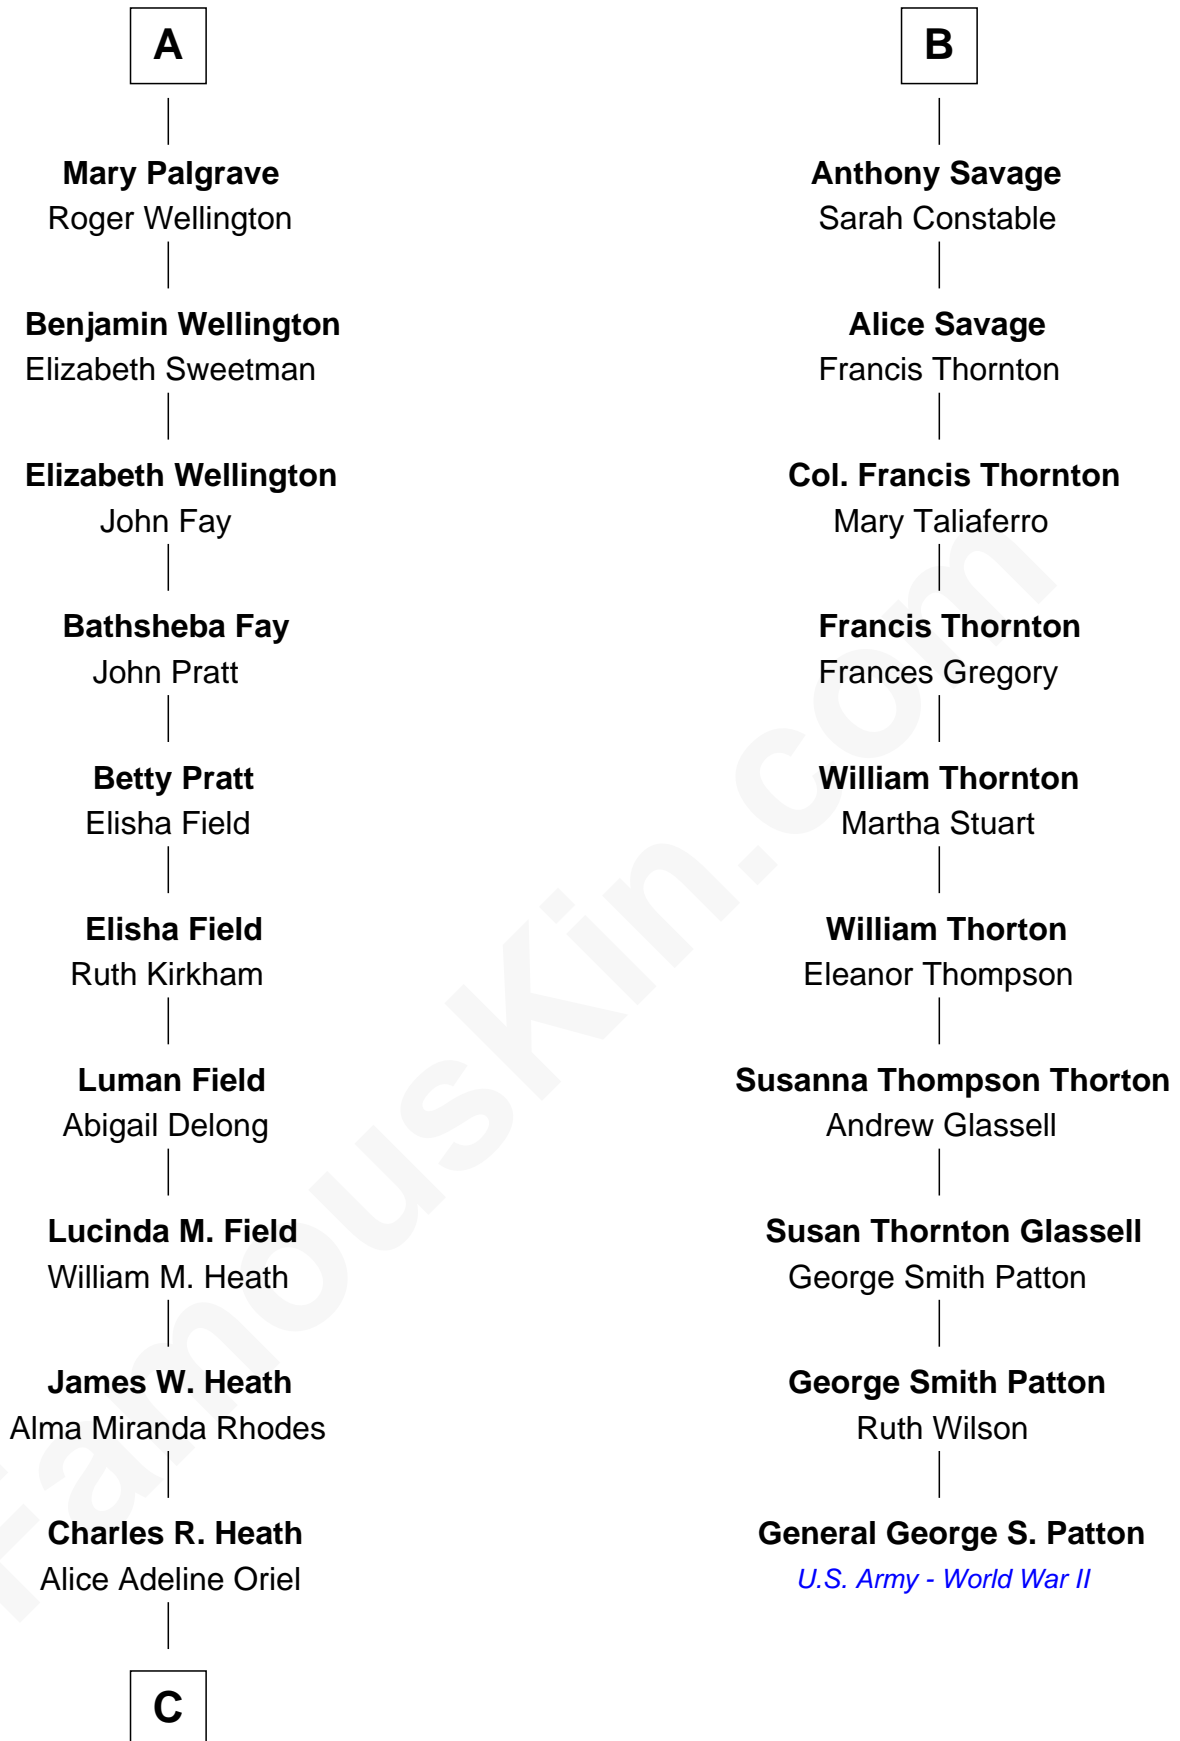 A
Mary Palgrave
Roger Wellington
Benjamin Wellington
Elizabeth Sweetman
Elizabeth Wellington
John Fay
Bathsheba Fay
John Pratt
Betty Pratt
Elisha Field
Elisha Field
Ruth Kirkham
Luman Field
Abigail Delong
Lucinda M. Field
William M. Heath
James W. Heath
Alma Miranda Rhodes
Charles R. Heath
Alice Adeline Oriel
C
B
Anthony Savage
Sarah Constable
Alice Savage
Francis Thornton
Col. Francis Thornton
Mary Taliaferro
Francis Thornton
Frances Gregory
William Thornton
Martha Stuart
William Thorton
Eleanor Thompson
Susanna Thompson Thorton
Andrew Glassell
Susan Thornton Glassell
George Smith Patton
George Smith Patton
Ruth Wilson
General George S. Patton
U.S. Army - World War II
FamousKin.com